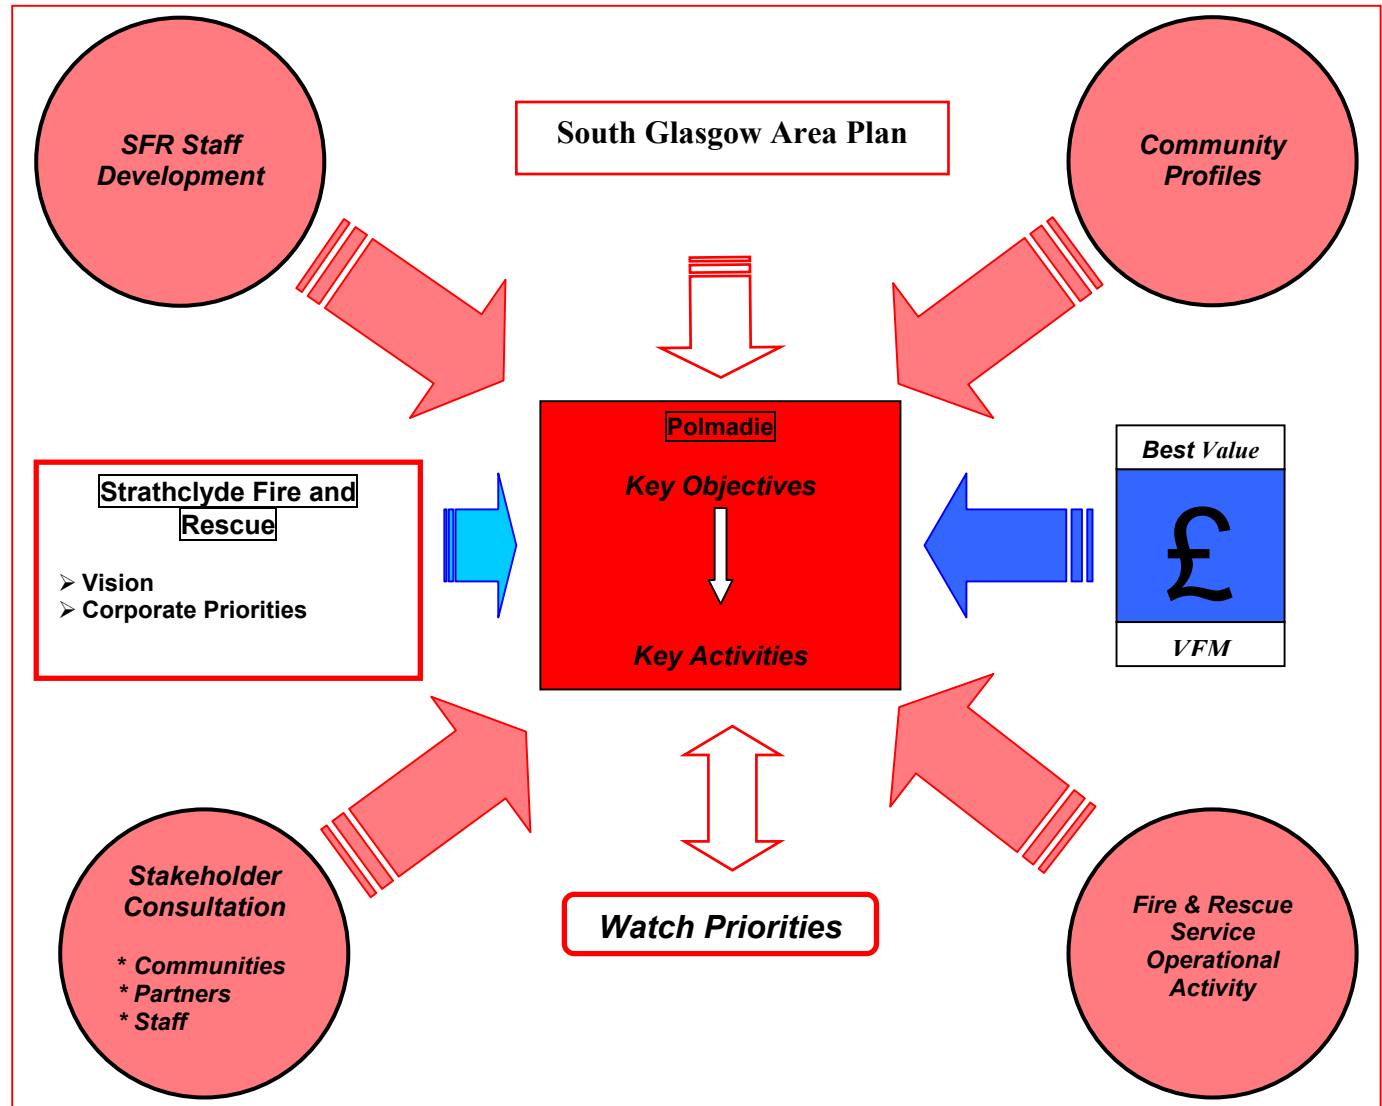 SFR Staff
Development
South Glasgow Area Plan
Community
Profiles
Polmadie
Key Objectives
Key Activities
Strathclyde Fire and
Rescue
➢ Vision
➢ Corporate Priorities
Best Value
£
VFM
Stakeholder
Consultation
* Communities
* Partners
* Staff
Watch Priorities
Fire & Rescue
Service
Operational
Activity